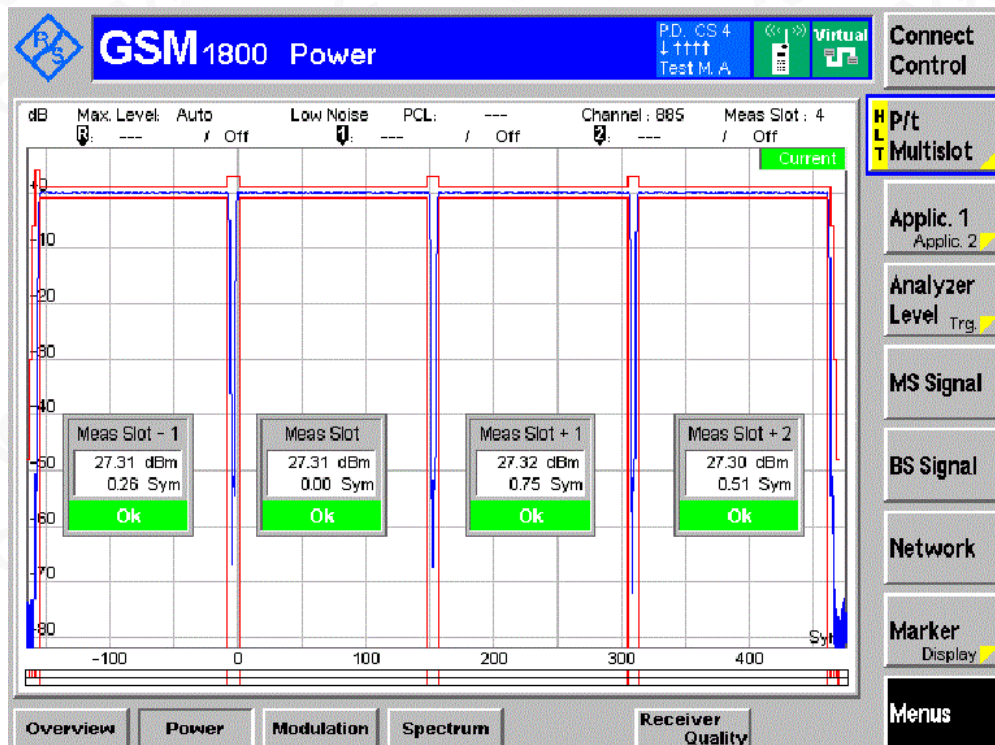 R/S
GSM 1800 Power
P.D. CS 4
↓ ↑↑↑↑
Test M. A.
Virtual
Connect Control
dB Max. Level: Auto Low Noise PCL: --- Channel : 885 Meas Slot : 4
R: --- / Off 1: --- / Off 2: --- / Off
Current
HLT P/t Multislot
Applic. 1
Applic. 2
Analyzer Level Trg.
MS Signal
BS Signal
Network
Marker
Display
Menus
+0
-10
-20
-30
-40
-50
-60
-70
-80
Meas Slot - 1
27.31 dBm
0.26 Sym
Ok
Meas Slot
27.31 dBm
0.00 Sym
Ok
Meas Slot + 1
27.32 dBm
0.75 Sym
Ok
Meas Slot + 2
27.30 dBm
0.51 Sym
Ok
-100 0 100 200 300 400
Overview Power Modulation Spectrum Receiver Quality